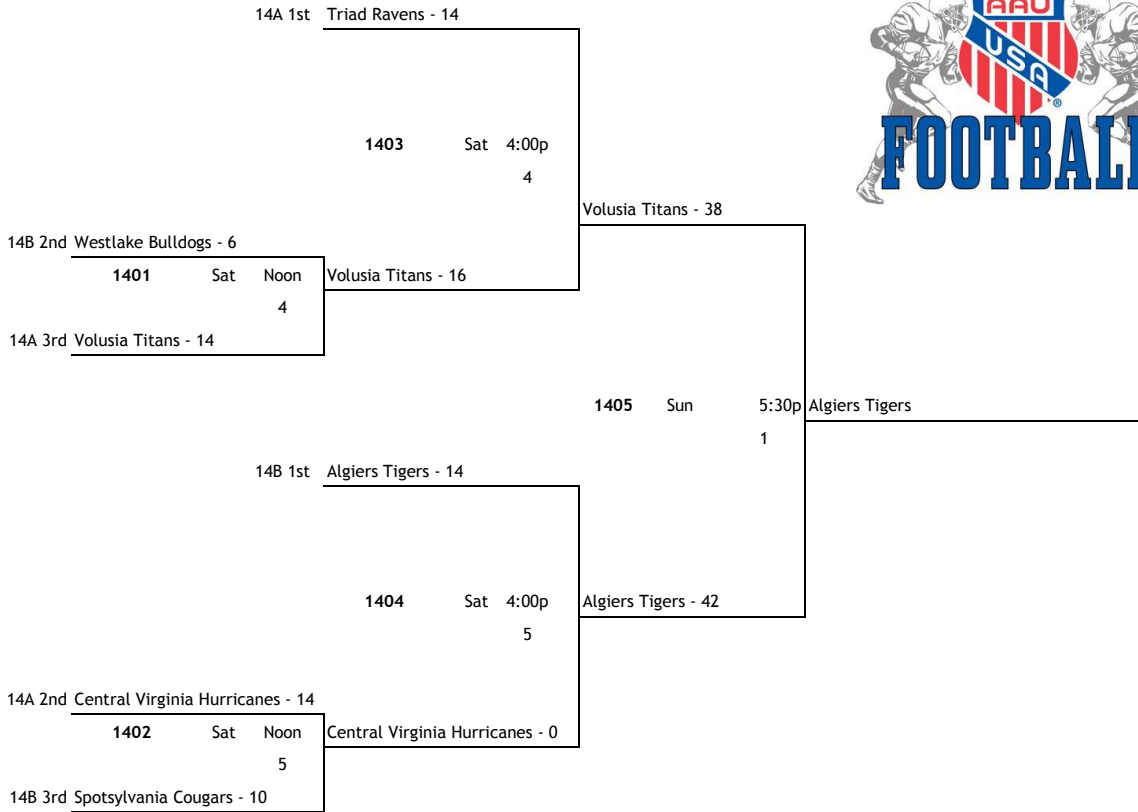 14A 1st Triad Ravens - 14
AAU
USA
®
FOOTBALL
1403 Sat 4:00p
4
Volusia Titans - 38
14B 2nd Westlake Bulldogs - 6
1401 Sat Noon
Volusia Titans - 16
4
14A 3rd Volusia Titans - 14
1405 Sun 5:30p
Algiers Tigers
1
14B 1st Algiers Tigers - 14
1404 Sat 4:00p
Algiers Tigers - 42
5
14A 2nd Central Virginia Hurricanes - 14
1402 Sat Noon
Central Virginia Hurricanes - 0
5
14B 3rd Spotsylvania Cougars - 10